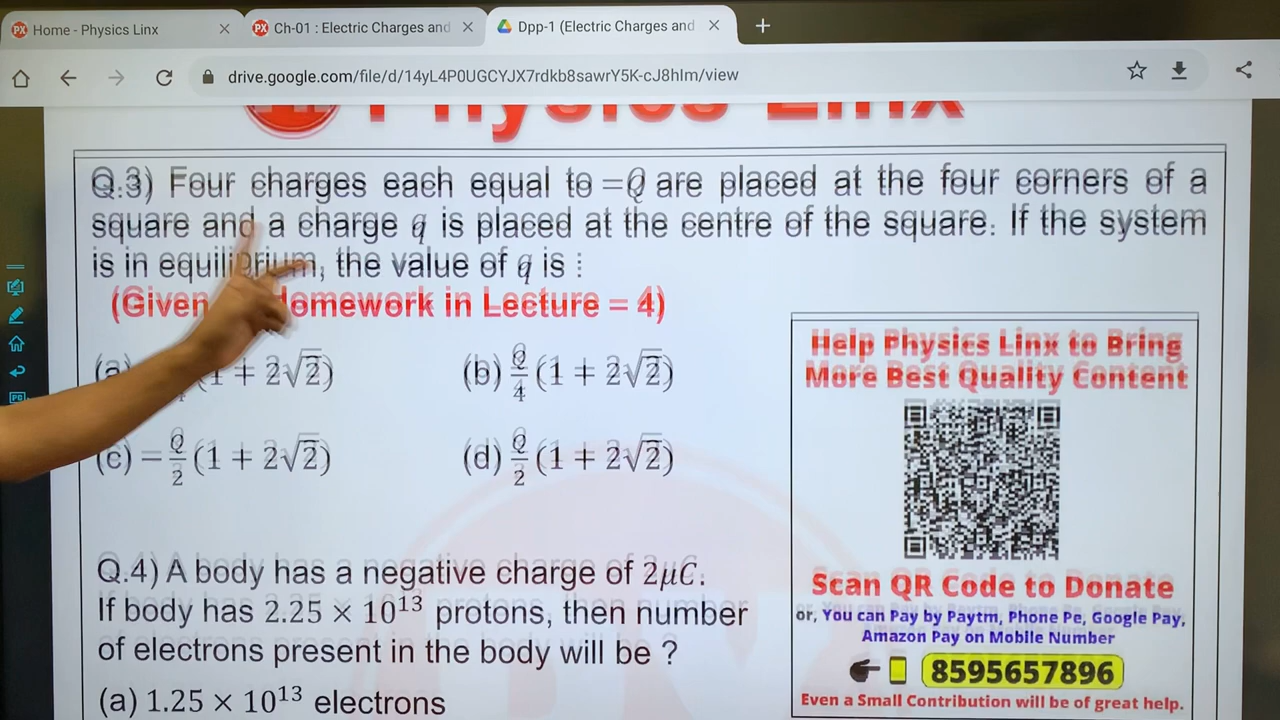 Home - Physics Linx
Ch-01 : Electric Charges and
Dpp-1 (Electric Charges and
drive.google.com/file/d/14yL4P0UGCYJX7rdkb8sawrY5K-cJ8hIm/view
Physics Linx
Q.3) Four charges each equal to =Q are placed at the four corners of a
square and a charge q is placed at the centre of the square. If the system
is in equilibrium, the value of q is :
(Given Homework in Lecture = 4)
(a) (1 + 2√2)
(b) Q/4 (1 + 2√2)
(c) = Q/2 (1 + 2√2)
(d) Q/2 (1 + 2√2)
Q.4) A body has a negative charge of 2μC.
If body has 2.25 × 10¹³ protons, then number
of electrons present in the body will be ?
(a) 1.25 × 10¹³ electrons
Help Physics Linx to Bring
More Best Quality Content
Scan QR Code to Donate
or, You can Pay by Paytm, Phone Pe, Google Pay,
Amazon Pay on Mobile Number
8595657896
Even a Small Contribution will be of great help.